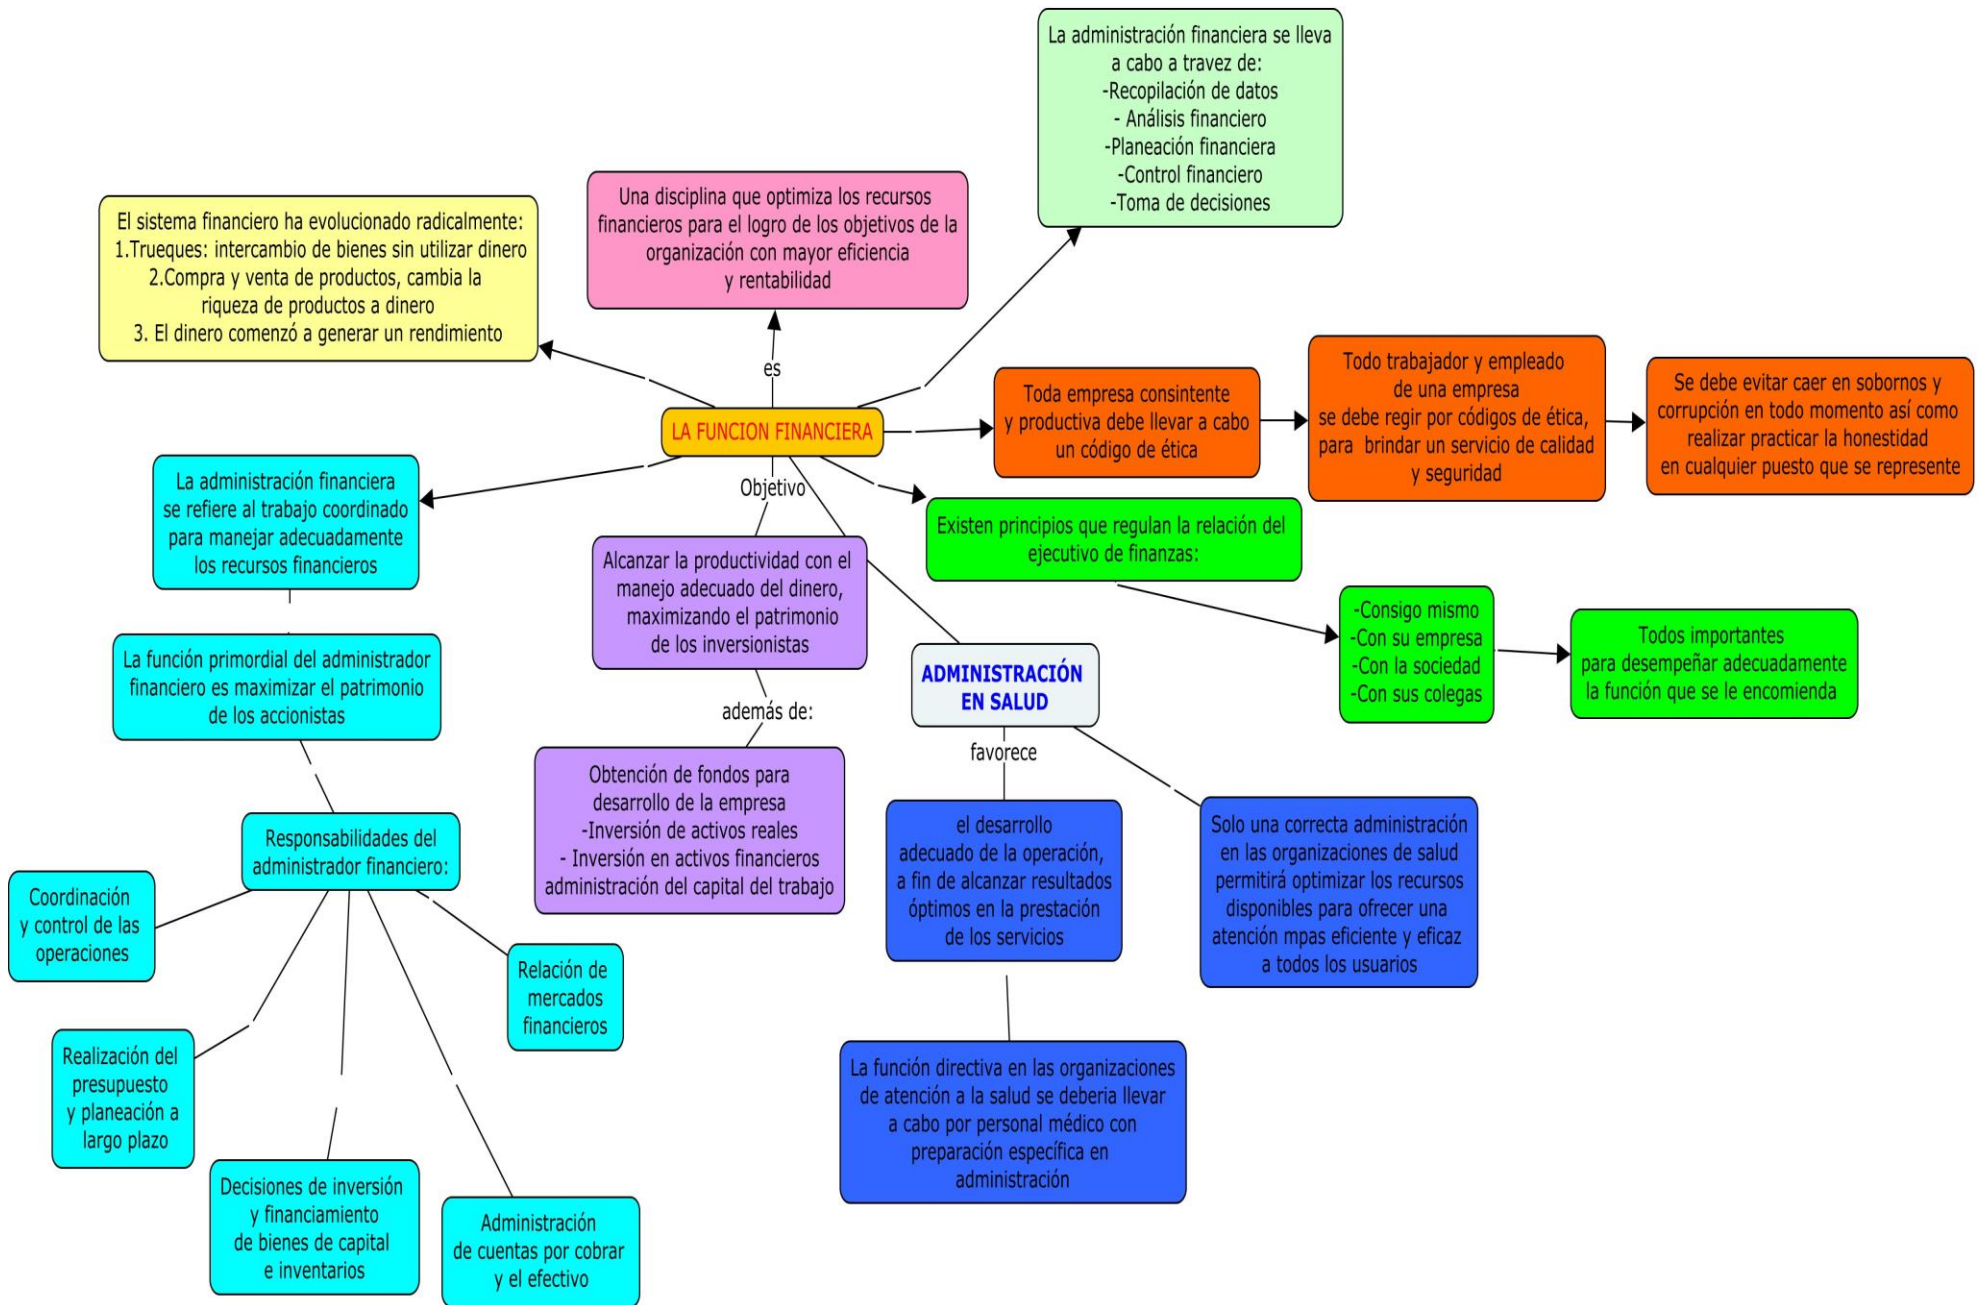 La administración financiera se lleva
a cabo a travez de:
-Recopilación de datos
- Análisis financiero
-Planeación financiera
-Control financiero
-Toma de decisiones
Una disciplina que optimiza los recursos
financieros para el logro de los objetivos de la
organización con mayor eficiencia
y rentabilidad
El sistema financiero ha evolucionado radicalmente:
1.Trueques: intercambio de bienes sin utilizar dinero
2.Compra y venta de productos, cambia la
riqueza de productos a dinero
3. El dinero comenzó a generar un rendimiento
es
LA FUNCION FINANCIERA
Toda empresa consintente
y productiva debe llevar a cabo
un código de ética
Todo trabajador y empleado
de una empresa
se debe regir por códigos de ética,
para brindar un servicio de calidad
y seguridad
Se debe evitar caer en sobornos y
corrupción en todo momento así como
realizar practicar la honestidad
en cualquier puesto que se represente
La administración financiera
se refiere al trabajo coordinado
para manejar adecuadamente
los recursos financieros
Objetivo
Existen principios que regulan la relación del
ejecutivo de finanzas:
Alcanzar la productividad con el
manejo adecuado del dinero,
maximizando el patrimonio
de los inversionistas
-Consigo mismo
-Con su empresa
-Con la sociedad
-Con sus colegas
Todos importantes
para desempeñar adecuadamente
la función que se le encomienda
La función primordial del administrador
financiero es maximizar el patrimonio
de los accionistas
ADMINISTRACIÓN
EN SALUD
además de:
favorece
Obtención de fondos para
desarrollo de la empresa
-Inversión de activos reales
- Inversión en activos financieros
administración del capital del trabajo
el desarrollo
adecuado de la operación,
a fin de alcanzar resultados
óptimos en la prestación
de los servicios
Solo una correcta administración
en las organizaciones de salud
permitirá optimizar los recursos
disponibles para ofrecer una
atención mpas eficiente y eficaz
a todos los usuarios
Responsabilidades del
administrador financiero:
Coordinación
y control de las
operaciones
Relación de
mercados
financieros
Realización del
presupuesto
y planeación a
largo plazo
La función directiva en las organizaciones
de atención a la salud se deberia llevar
a cabo por personal médico con
preparación específica en
administración
Decisiones de inversión
y financiamiento
de bienes de capital
e inventarios
Administración
de cuentas por cobrar
y el efectivo